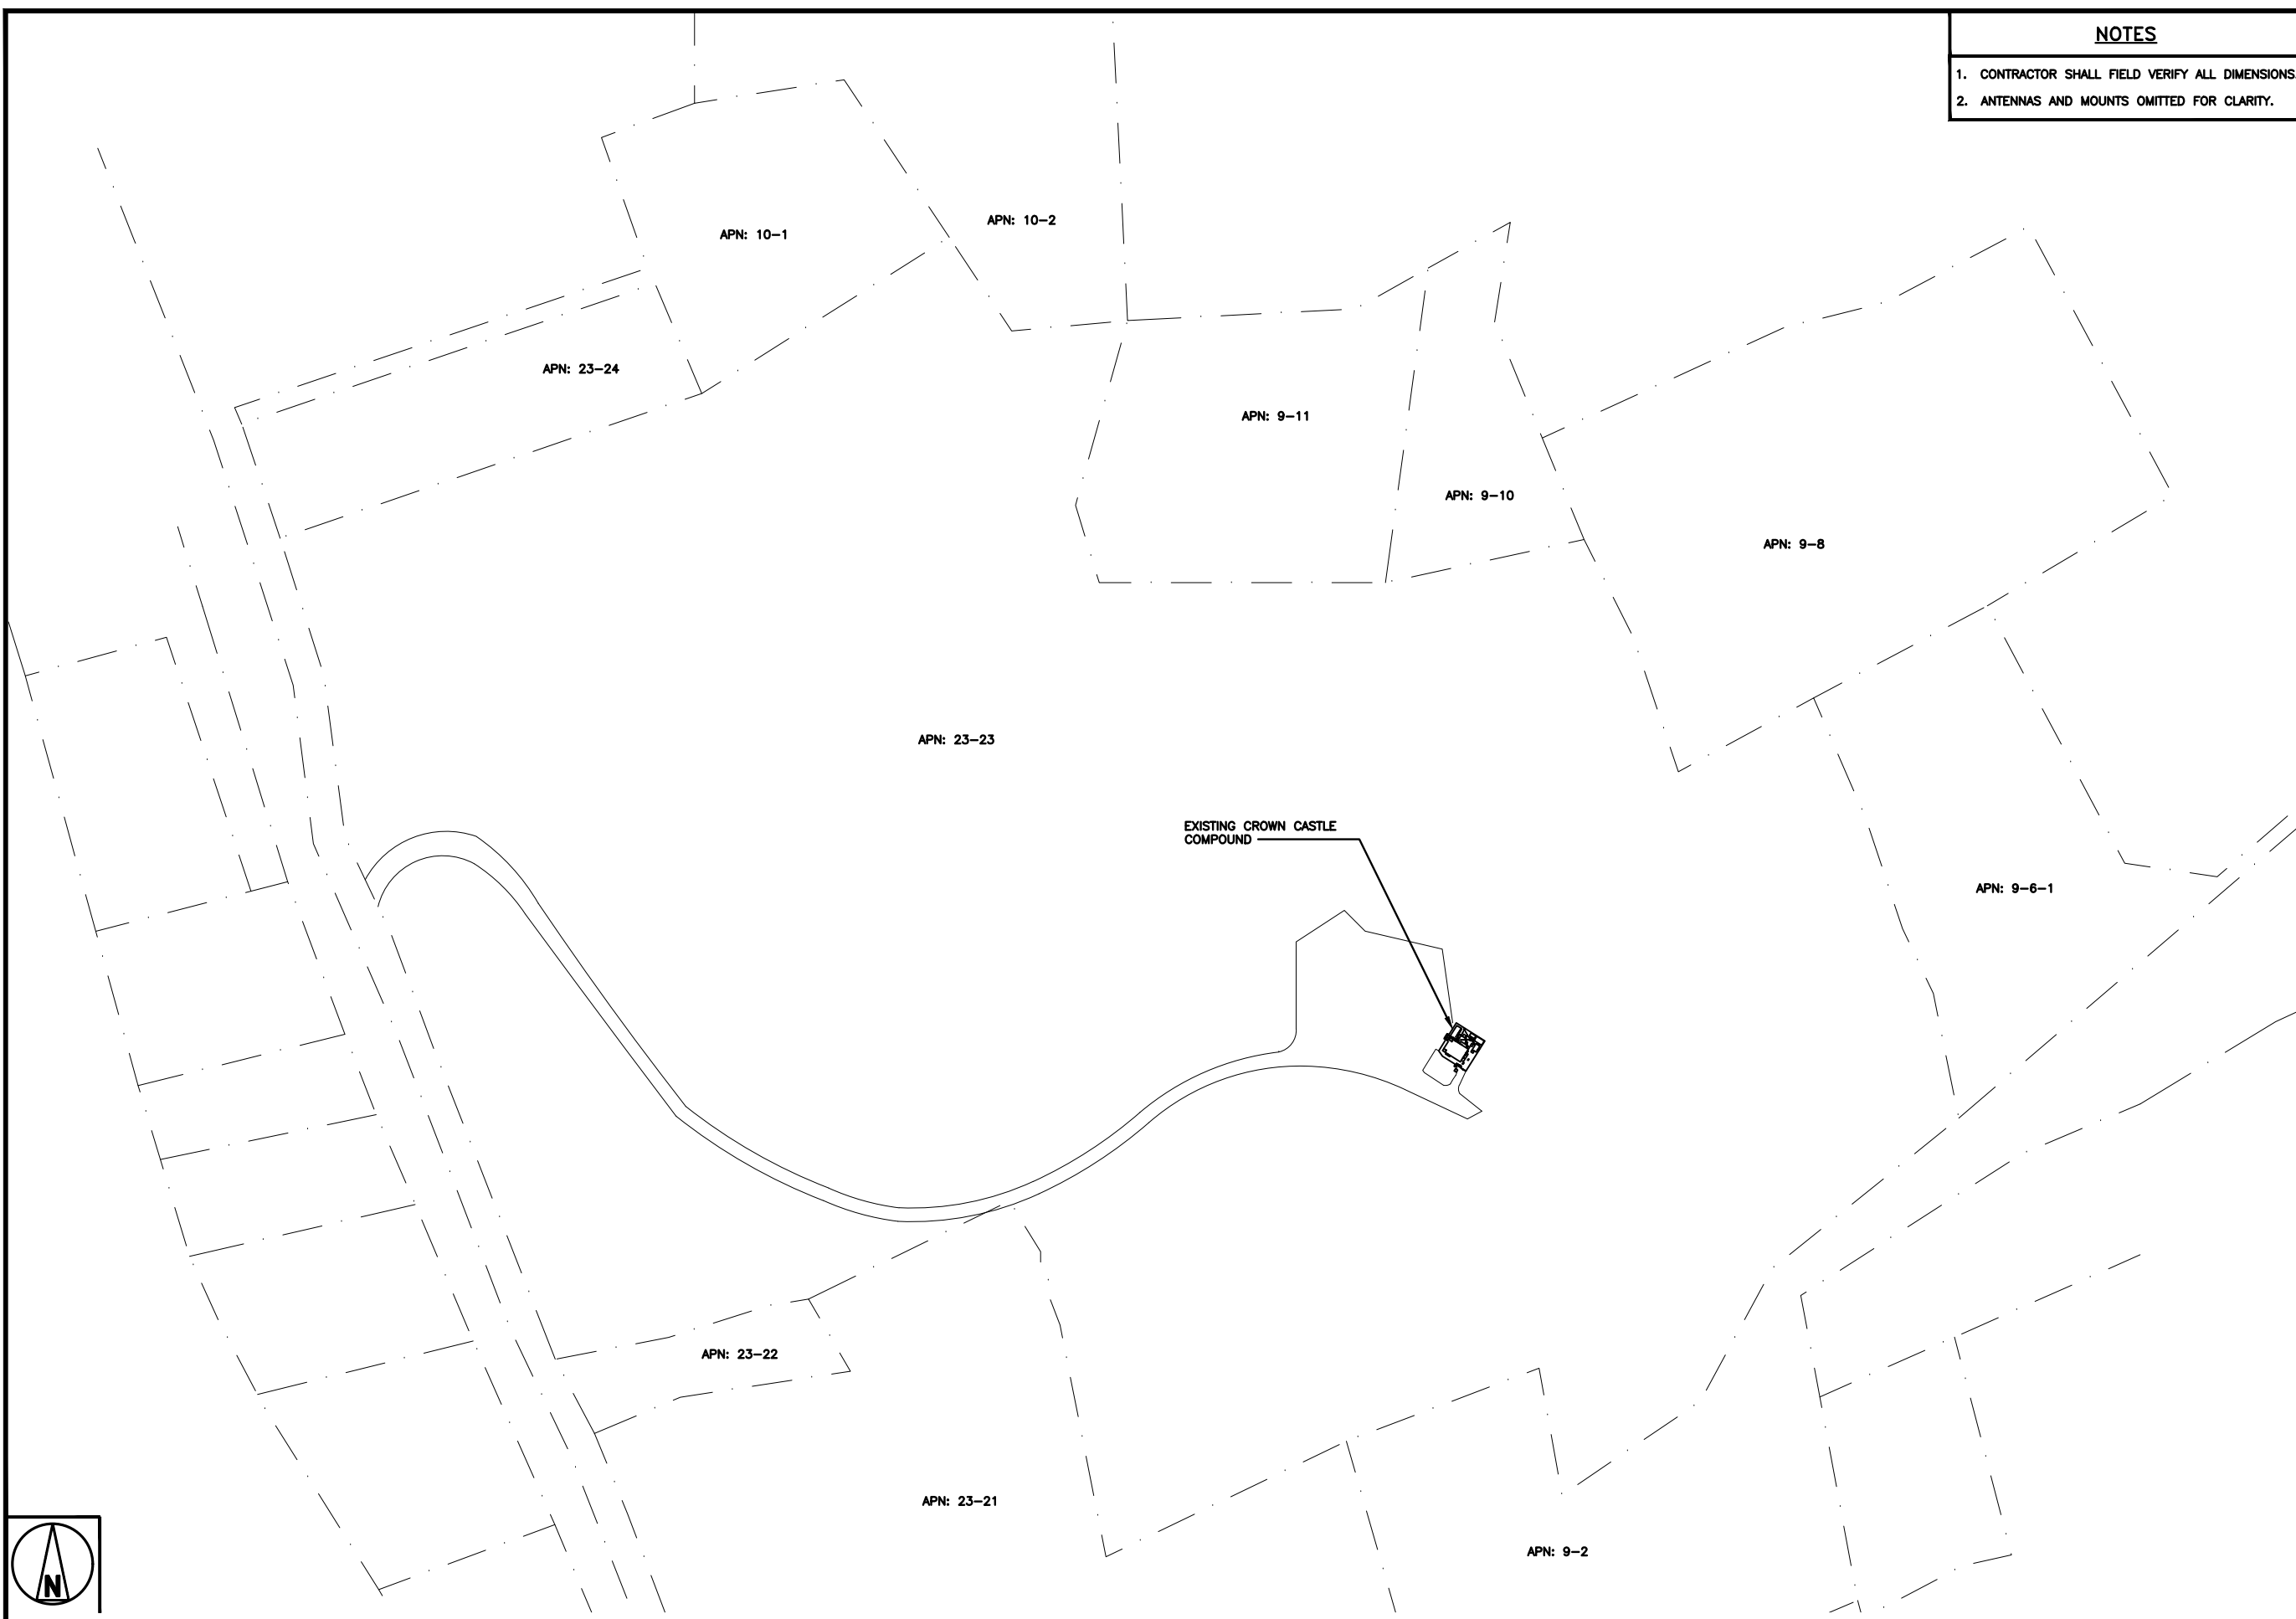 NOTES
1. CONTRACTOR SHALL FIELD VERIFY ALL DIMENSIONS.
2. ANTENNAS AND MOUNTS OMITTED FOR CLARITY.
APN: 10-1
APN: 10-2
APN: 23-24
APN: 9-11
APN: 9-10
APN: 9-8
APN: 23-23
EXISTING CROWN CASTLE
COMPOUND
APN: 9-6-1
APN: 23-22
APN: 23-21
APN: 9-2
N